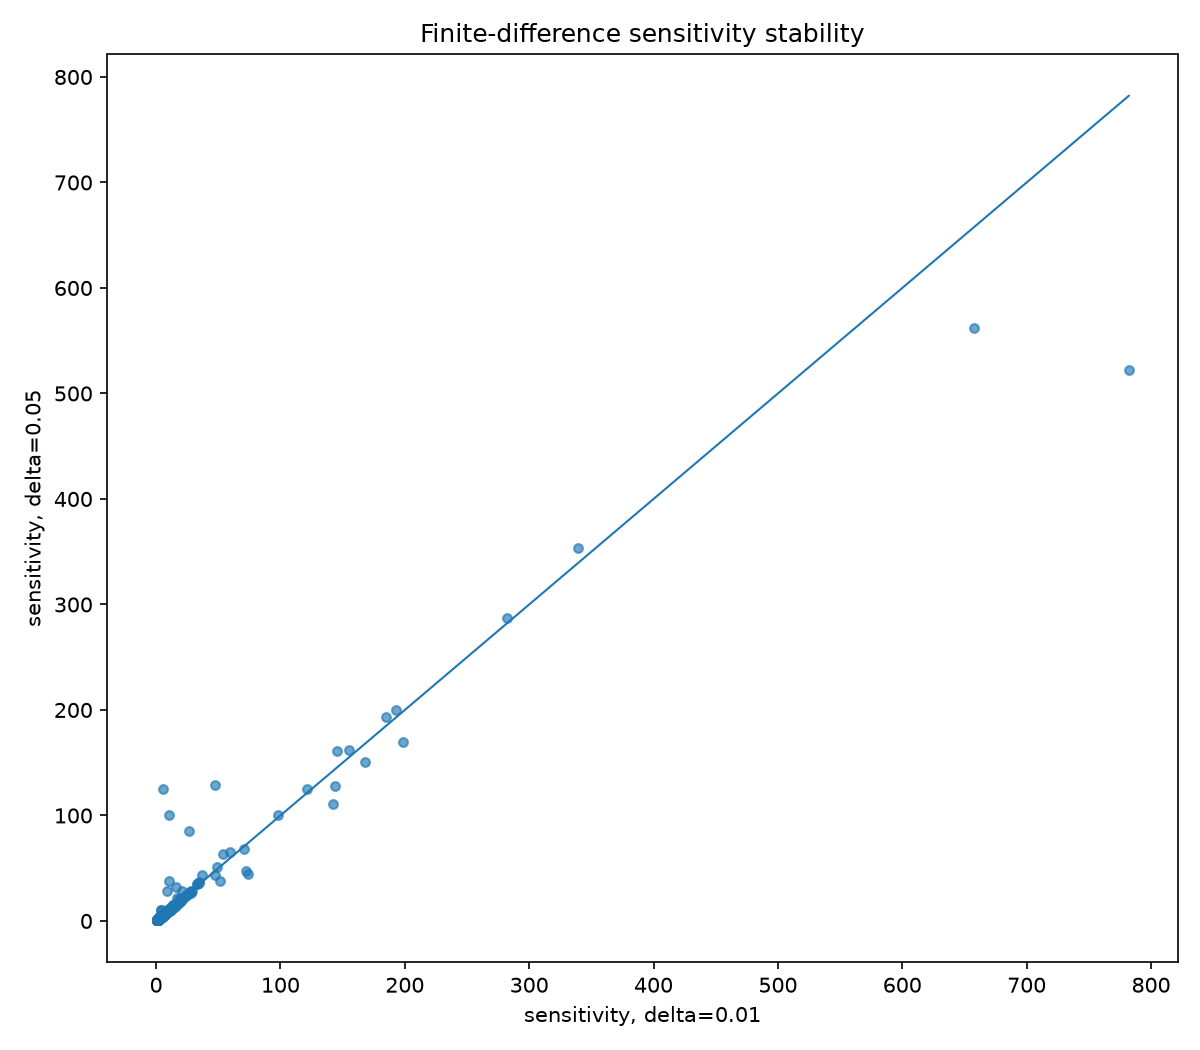 Finite-difference sensitivity stability
800
700
600
500
400
300
200
100
0
sensitivity, delta=0.05
0 100 200 300 400 500 600 700 800
sensitivity, delta=0.01